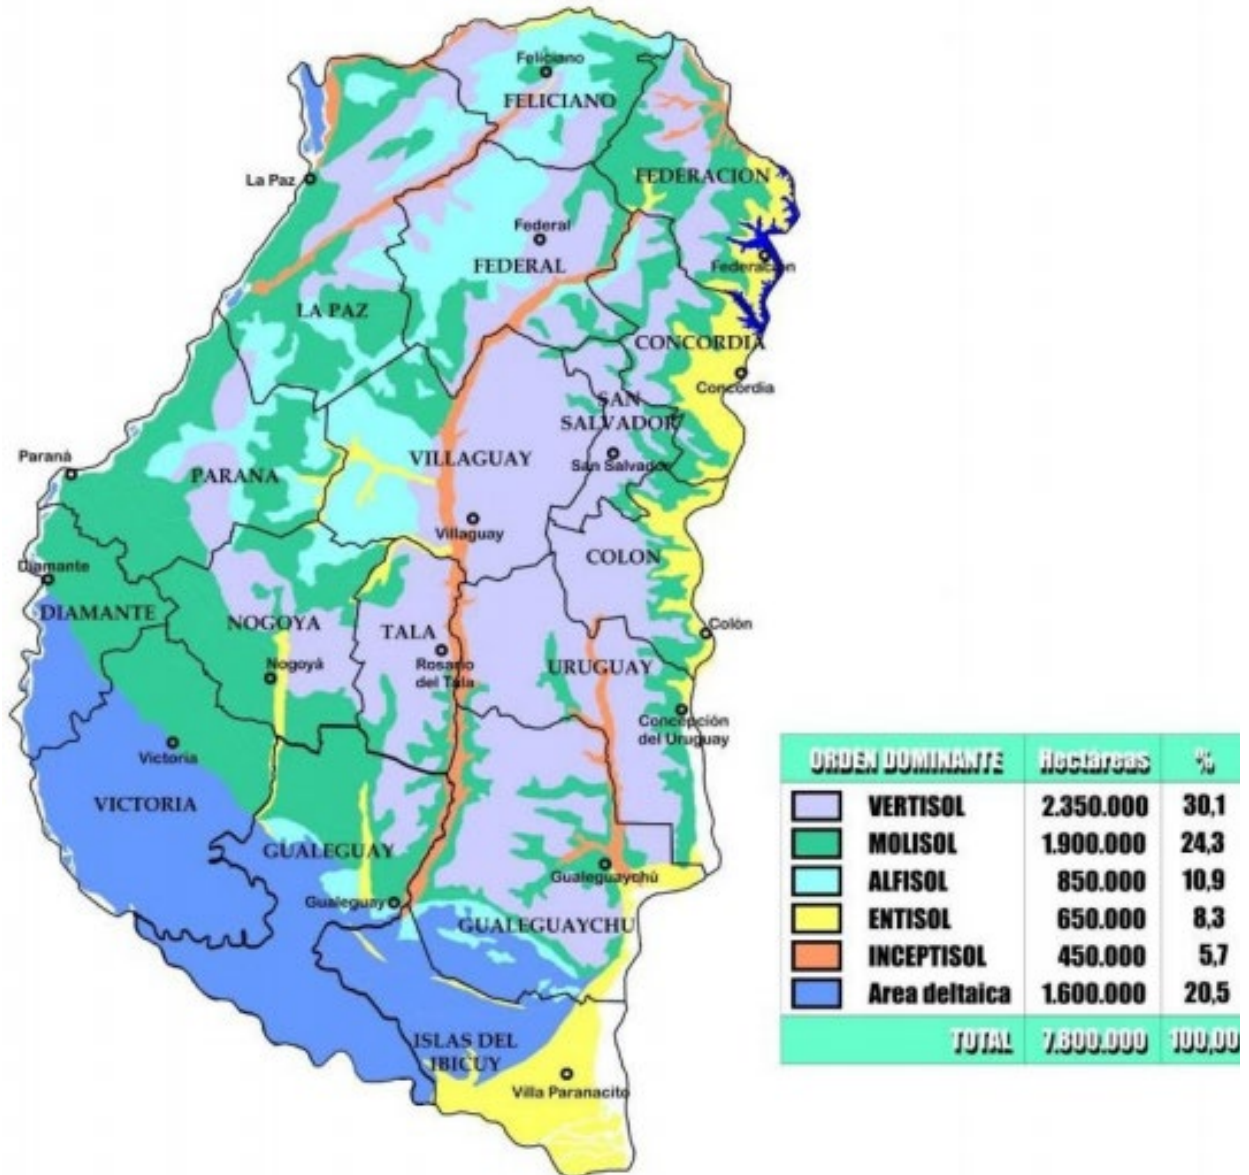 Feliciano
FELICIANO
La Paz
FEDERACION
Federal
FEDERAL
Federación
LA PAZ
CONCORDIA
Concordia
SAN
SALVADOR
San Salvador
Paraná
PARANA
VILLAGUAY
Villaguay
COLON
Diamante
DIAMANTE
NOGOYA
TALA
Colón
Nogoyá
Rosario
del Tala
URUGUAY
Concepción
del Uruguay
Victoria
VICTORIA
GUALEGUAY
Gualeguaychú
Gualeguay
GUALEGUAYCHU
ISLAS DEL
IBICUY
Villa Paranacito
ORDEN DOMINANTE Hectáreas %
VERTISOL 2.350.000 30,1
MOLISOL 1.900.000 24,3
ALFISOL 850.000 10,9
ENTISOL 650.000 8,3
INCEPTISOL 450.000 5,7
Area deltaica 1.600.000 20,5
TOTAL 7.800.000 100,00